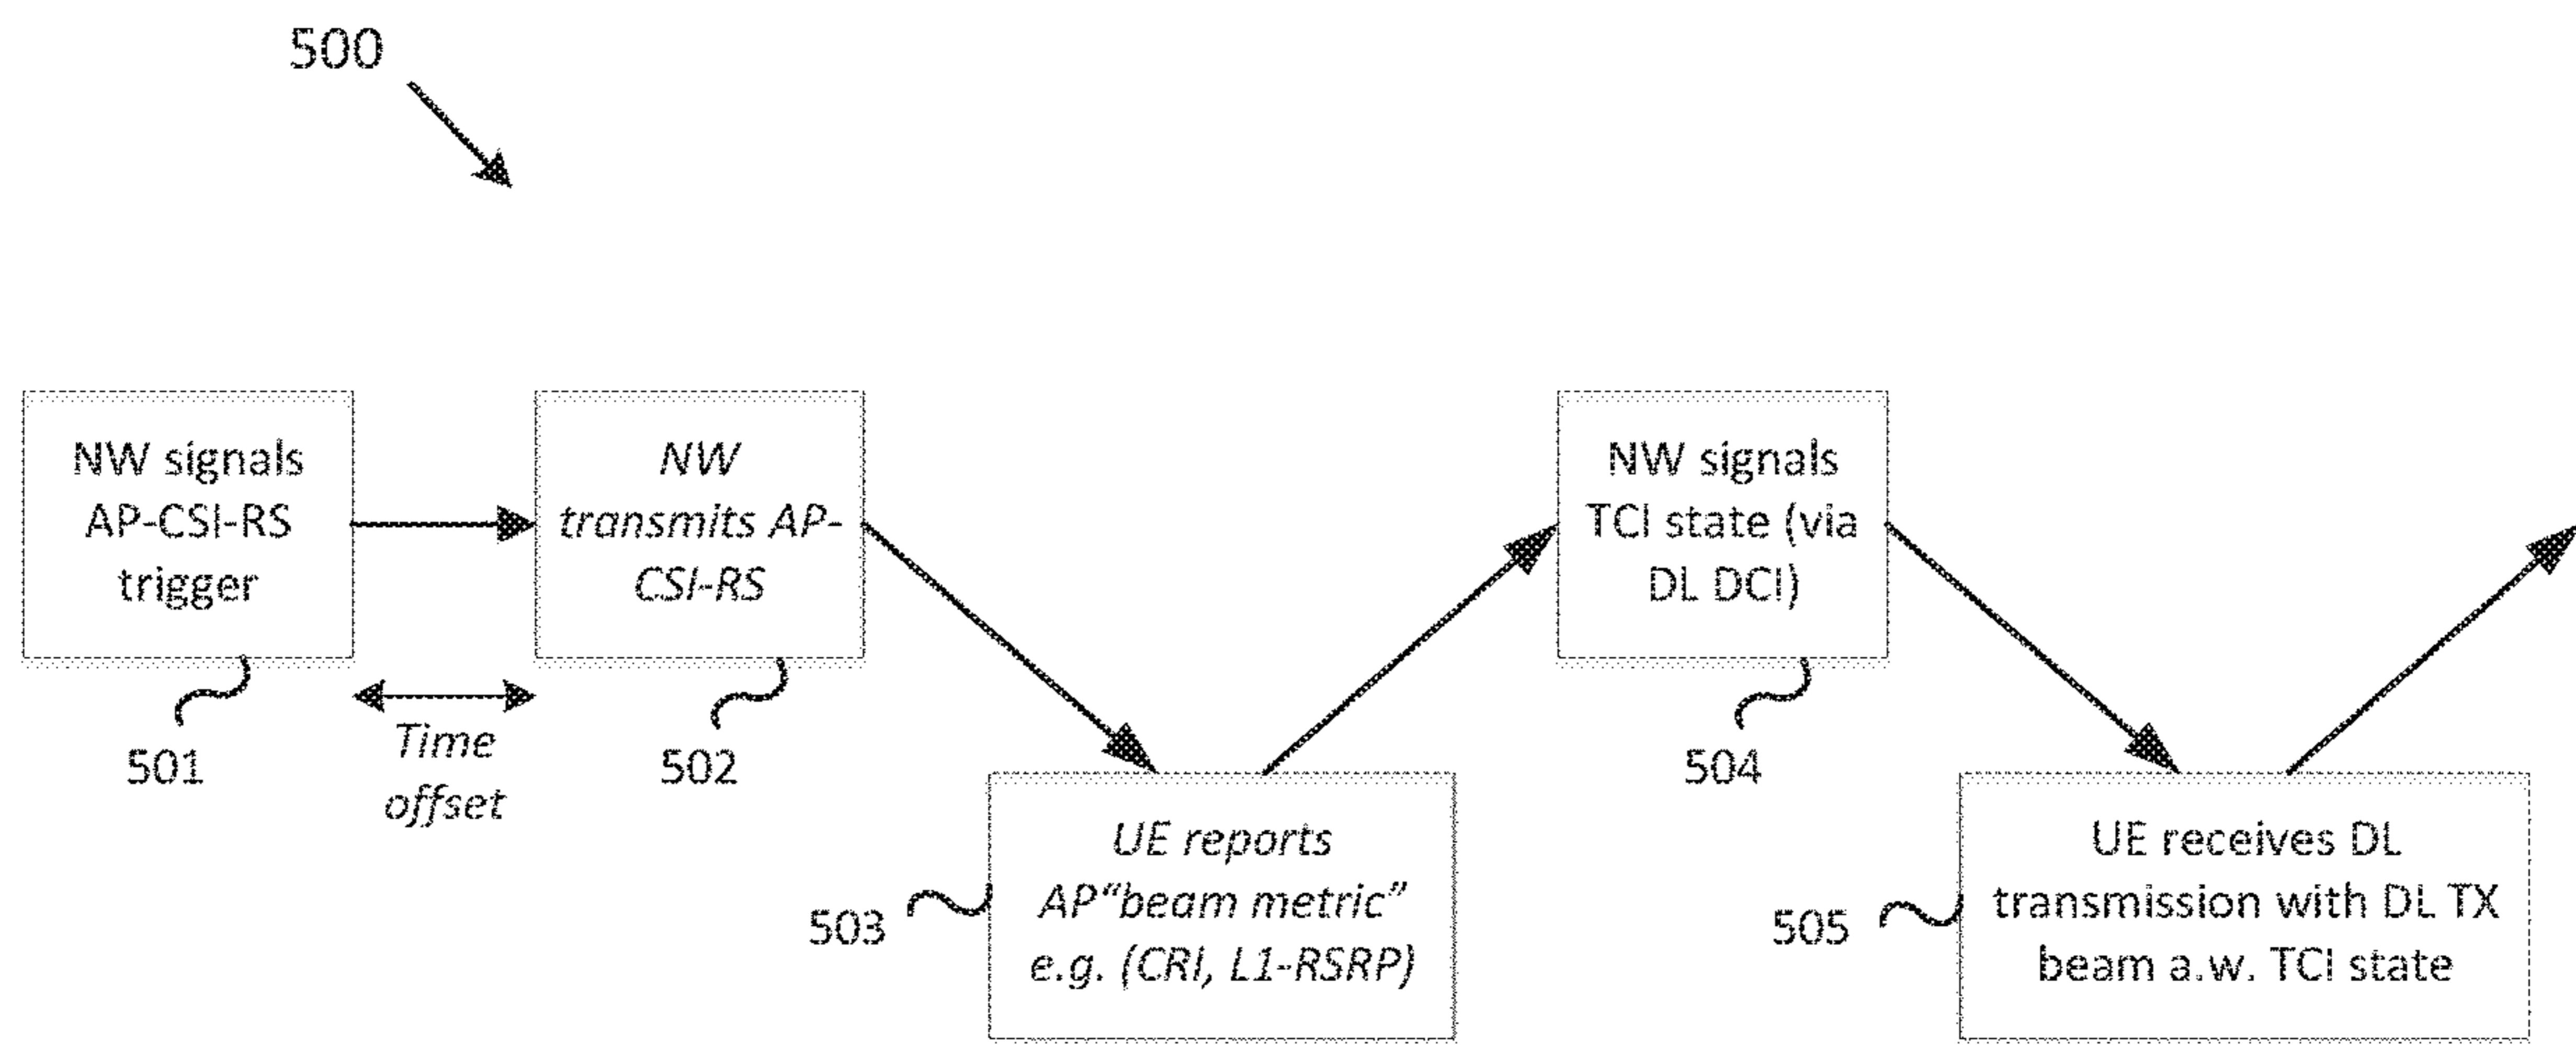 500
NW signals
AP-CSI-RS
trigger
501
Time
offset
NW
transmits AP-
CSI-RS
502
UE reports
AP“beam metric”
e.g. (CRI, L1-RSRP)
503
NW signals
TCI state (via
DL DCI)
504
UE receives DL
transmission with DL TX
beam a.w. TCI state
505